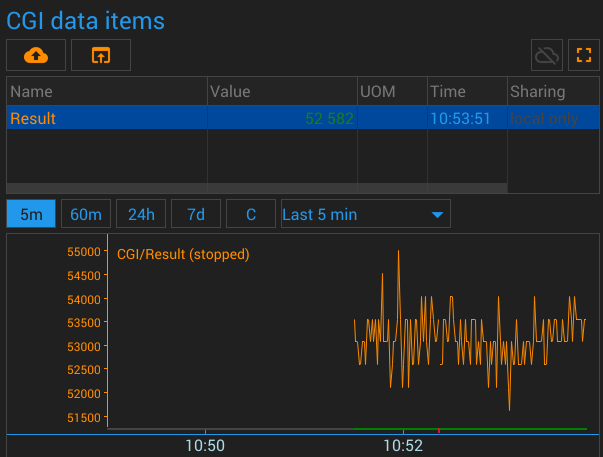 CGI data items
Name Value UOM Time Sharing
Result 52 582 10:53:51 local only
5m 60m 24h 7d C Last 5 min
CGI/Result (stopped)
55000
54500
54000
53500
53000
52500
52000
51500
10:50 10:52